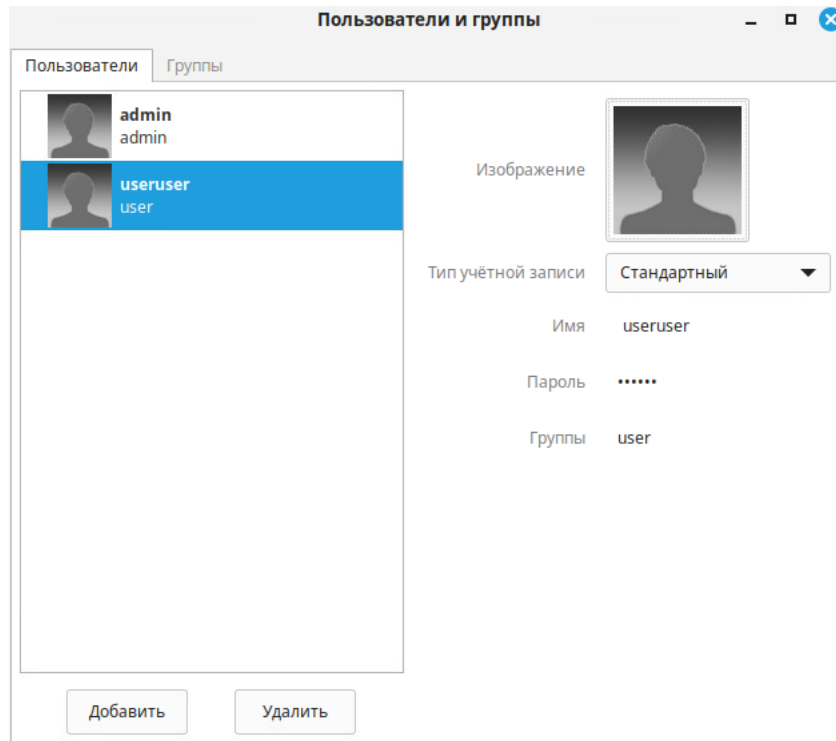 Пользователи и группы
Пользователи
Группы
admin
admin
useruser
user
Изображение
Тип учётной записи
Стандартный
Имя
useruser
Пароль
••••••
Группы
user
Добавить
Удалить